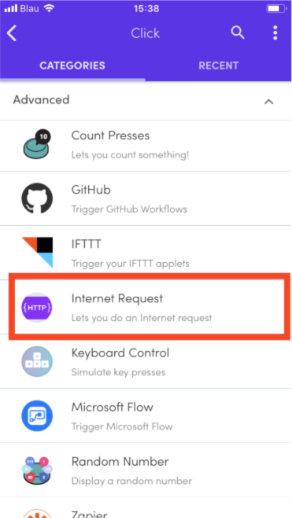 Blau 15:38
Click
CATEGORIES RECENT
Advanced
10
Count Presses
Lets you count something!
GitHub
Trigger GitHub Workflows
IFTTT
Trigger your IFTTT applets
{HTTP}
Internet Request
Lets you do an Internet request
Keyboard Control
Simulate key presses
Microsoft Flow
Trigger Microsoft Flow
Random Number
Display a random number
Zapier